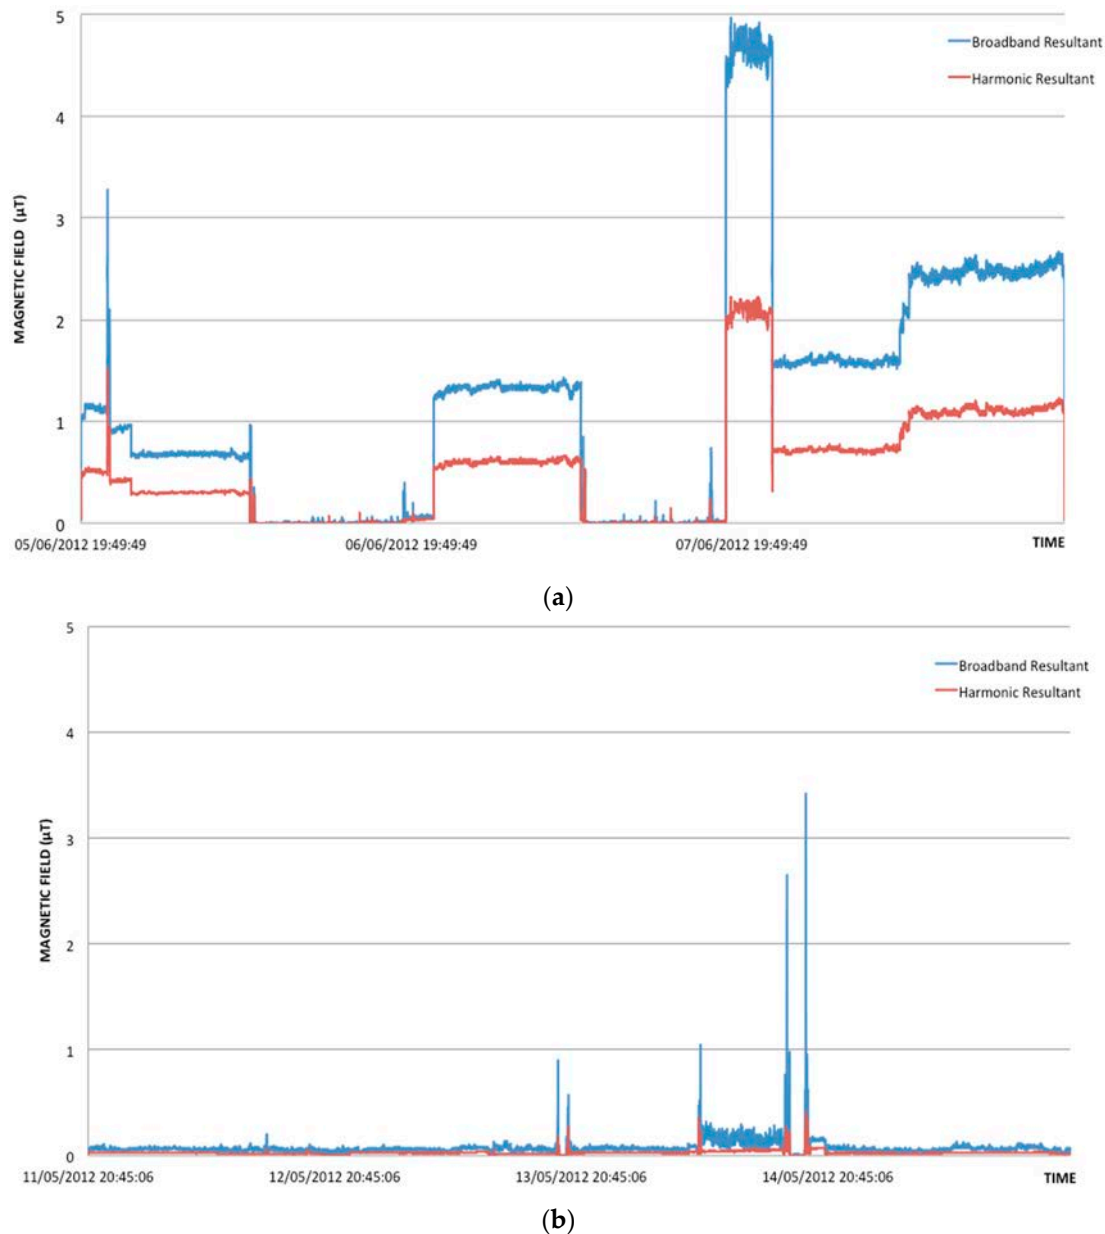 5
Broadband Resultant
Harmonic Resultant
4
3
MAGNETIC FIELD (µT)
2
1
0
05/06/2012 19:49:49 06/06/2012 19:49:49 07/06/2012 19:49:49 TIME
(a)
5
Broadband Resultant
Harmonic Resultant
4
3
MAGNETIC FIELD (µT)
2
1
0
11/05/2012 20:45:06 12/05/2012 20:45:06 13/05/2012 20:45:06 14/05/2012 20:45:06 TIME
(b)